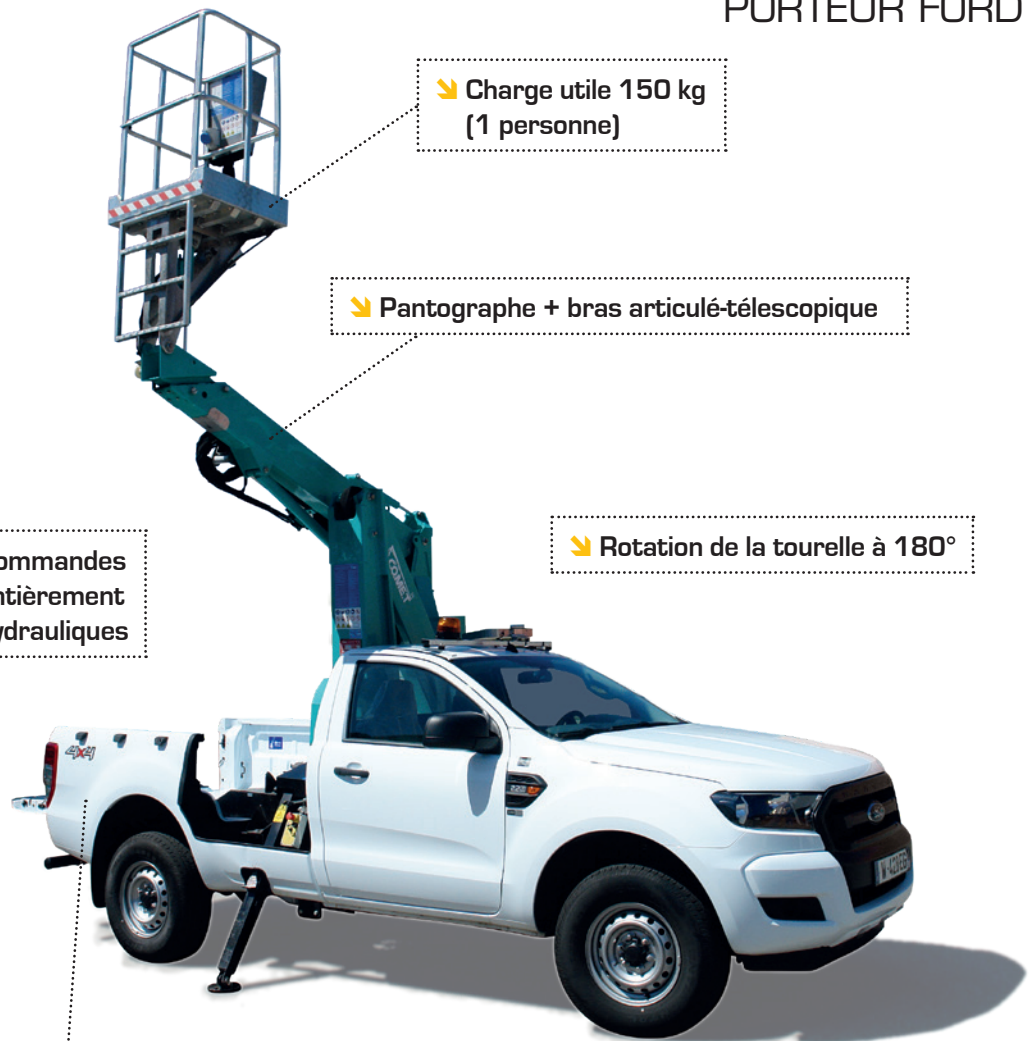 PORTEUR FORD
Charge utile 150 kg
(1 personne)
Pantographe + bras articulé-télescopique
Rotation de la tourelle à 180°
ommandes
ntièrement
ydrauliques
COMET
4x4